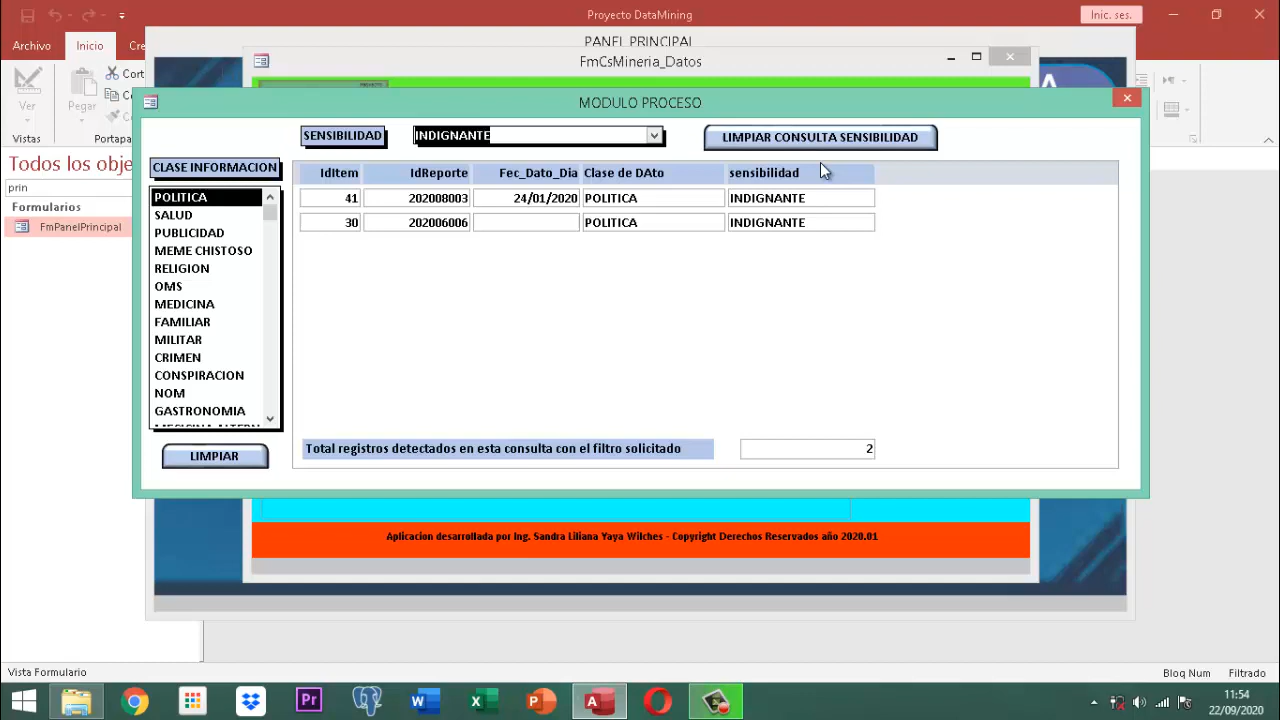 Proyecto DataMining
Inic. ses.
Archivo Inicio Cre
Cort
Co
Ver
Pegar
Vistas
Portapa
PANEL PRINCIPAL
FmCsMineria_Datos
A
MODULO PROCESO
SENSIBILIDAD INDIGNANTE LIMPIAR CONSULTA SENSIBILIDAD
Todos los obje
prin
Formularios
FmPanelPrincipal
CLASE INFORMACION
POLITICA
SALUD
PUBLICIDAD
MEME CHISTOSO
RELIGION
OMS
MEDICINA
FAMILIAR
MILITAR
CRIMEN
CONSPIRACION
NOM
GASTRONOMIA
MEDICINA ALTERN
LIMPIAR
IdItem IdReporte Fec_Dato_Dia Clase de DAto sensibilidad
41 202008003 24/01/2020 POLITICA INDIGNANTE
30 202006006 POLITICA INDIGNANTE
Total registros detectados en esta consulta con el filtro solicitado 2
Aplicacion desarrollada por Ing. Sandra Liliana Yaya Wilches - Copyright Derechos Reservados año 2020.01
Vista Formulario
Bloq Num Filtrado
11:54
22/09/2020